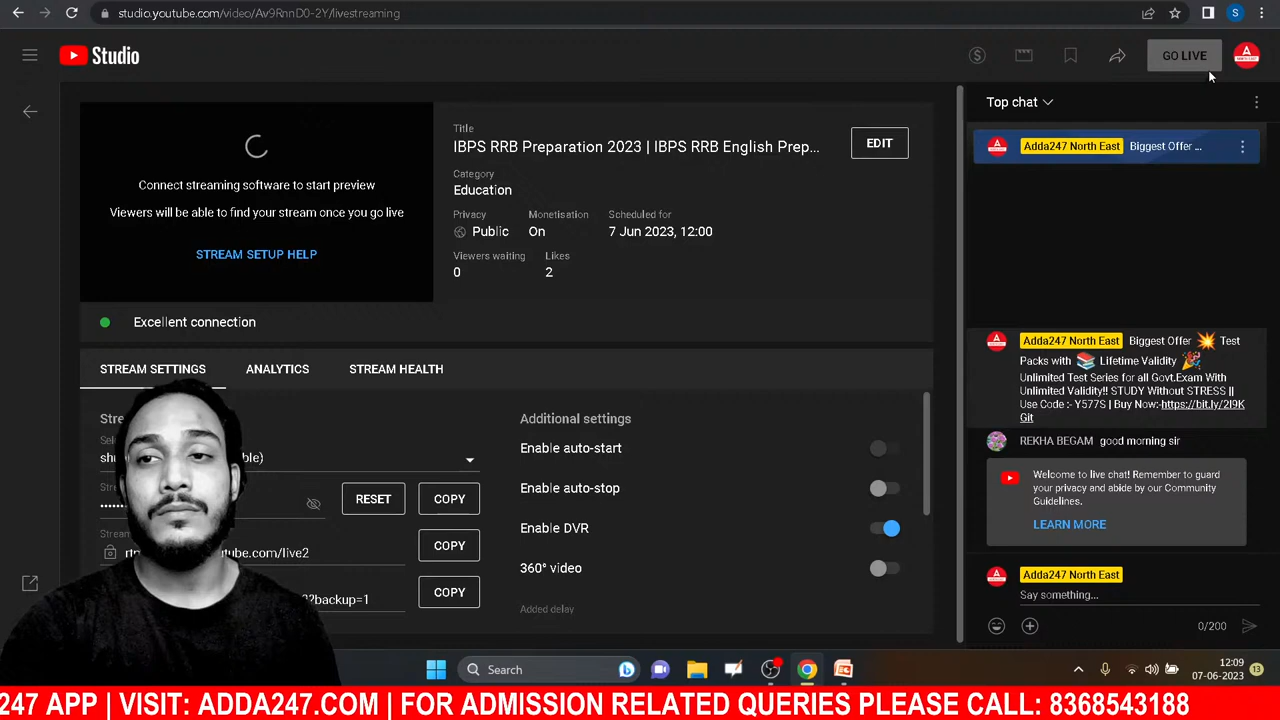 studio.youtube.com/video/Av9RnnD0-2Y/livestreaming
S
Studio
GO LIVE
Connect streaming software to start preview
Viewers will be able to find your stream once you go live
STREAM SETUP HELP
Title
IBPS RRB Preparation 2023 | IBPS RRB English Prep...
EDIT
Category
Education
Privacy
Monetisation
Scheduled for
Public
On
7 Jun 2023, 12:00
Viewers waiting
Likes
0
2
Excellent connection
STREAM SETTINGS
ANALYTICS
STREAM HEALTH
RESET
COPY
COPY
?backup=1
COPY
Additional settings
Enable auto-start
Enable auto-stop
Enable DVR
360° video
Added delay
Top chat
Adda247 North East Biggest Offer ...
Adda247 North East Biggest Offer 💥 Test
Packs with 📚 Lifetime Validity 🎉
Unlimited Test Series for all Govt.Exam With
Unlimited Validity!! STUDY Without STRESS ||
Use Code :- Y577S | Buy Now:-https://bit.ly/2I9K
Git
REKHA BEGAM good morning sir
Welcome to live chat! Remember to guard
your privacy and abide by our Community
Guidelines.
LEARN MORE
Adda247 North East
Say something...
0/200
Search
12:09
07-06-2023
13
247 APP | VISIT: ADDA247.COM | FOR ADMISSION RELATED QUERIES PLEASE CALL: 8368543188